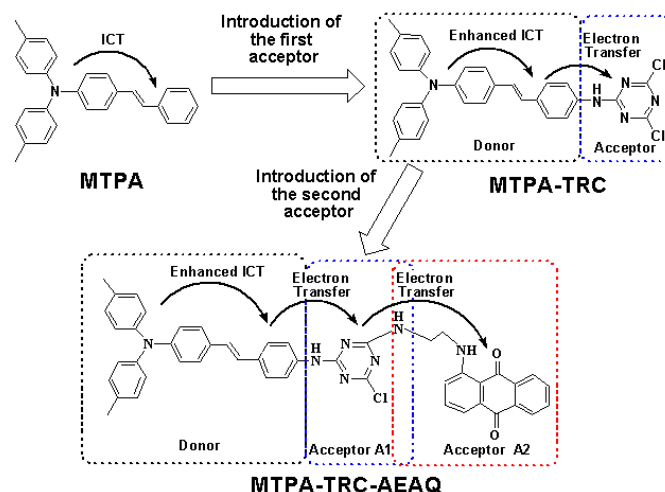 ICT
N
MTPA
Introduction of
the first
acceptor
Enhanced ICT
Electron
Transfer
N
H
N
N
N
N
Cl
Cl
Donor
Acceptor
MTPA-TRC
Introduction of
the second
acceptor
Enhanced ICT
Electron
Transfer
Electron
Transfer
N
H
N
N
N
N
Cl
H
N
H
N
O
O
Donor
Acceptor A1
Acceptor A2
MTPA-TRC-AEAQ